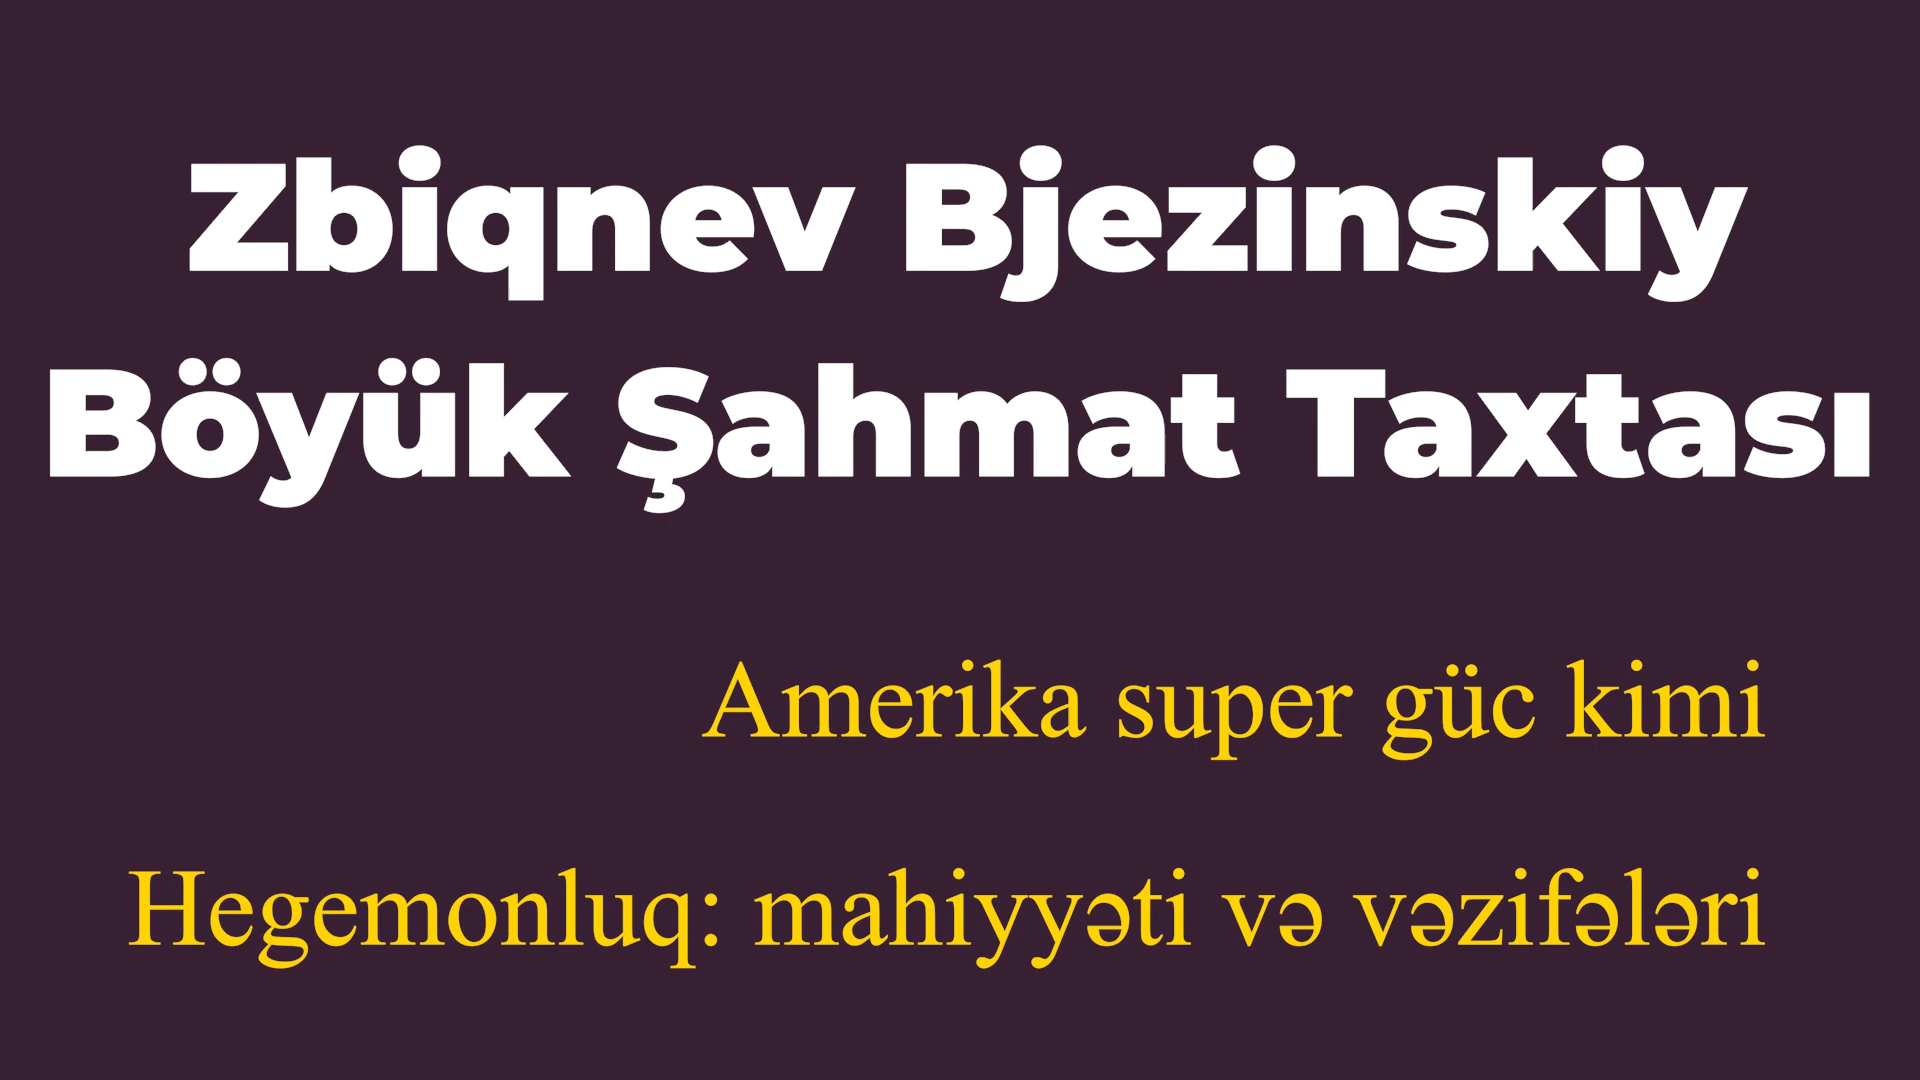 Zbiqnev Bjezinskiy
Böyük Şahmat Taxtası
Amerika super güc kimi
Hegemonluq: mahiyyəti və vəzifələri